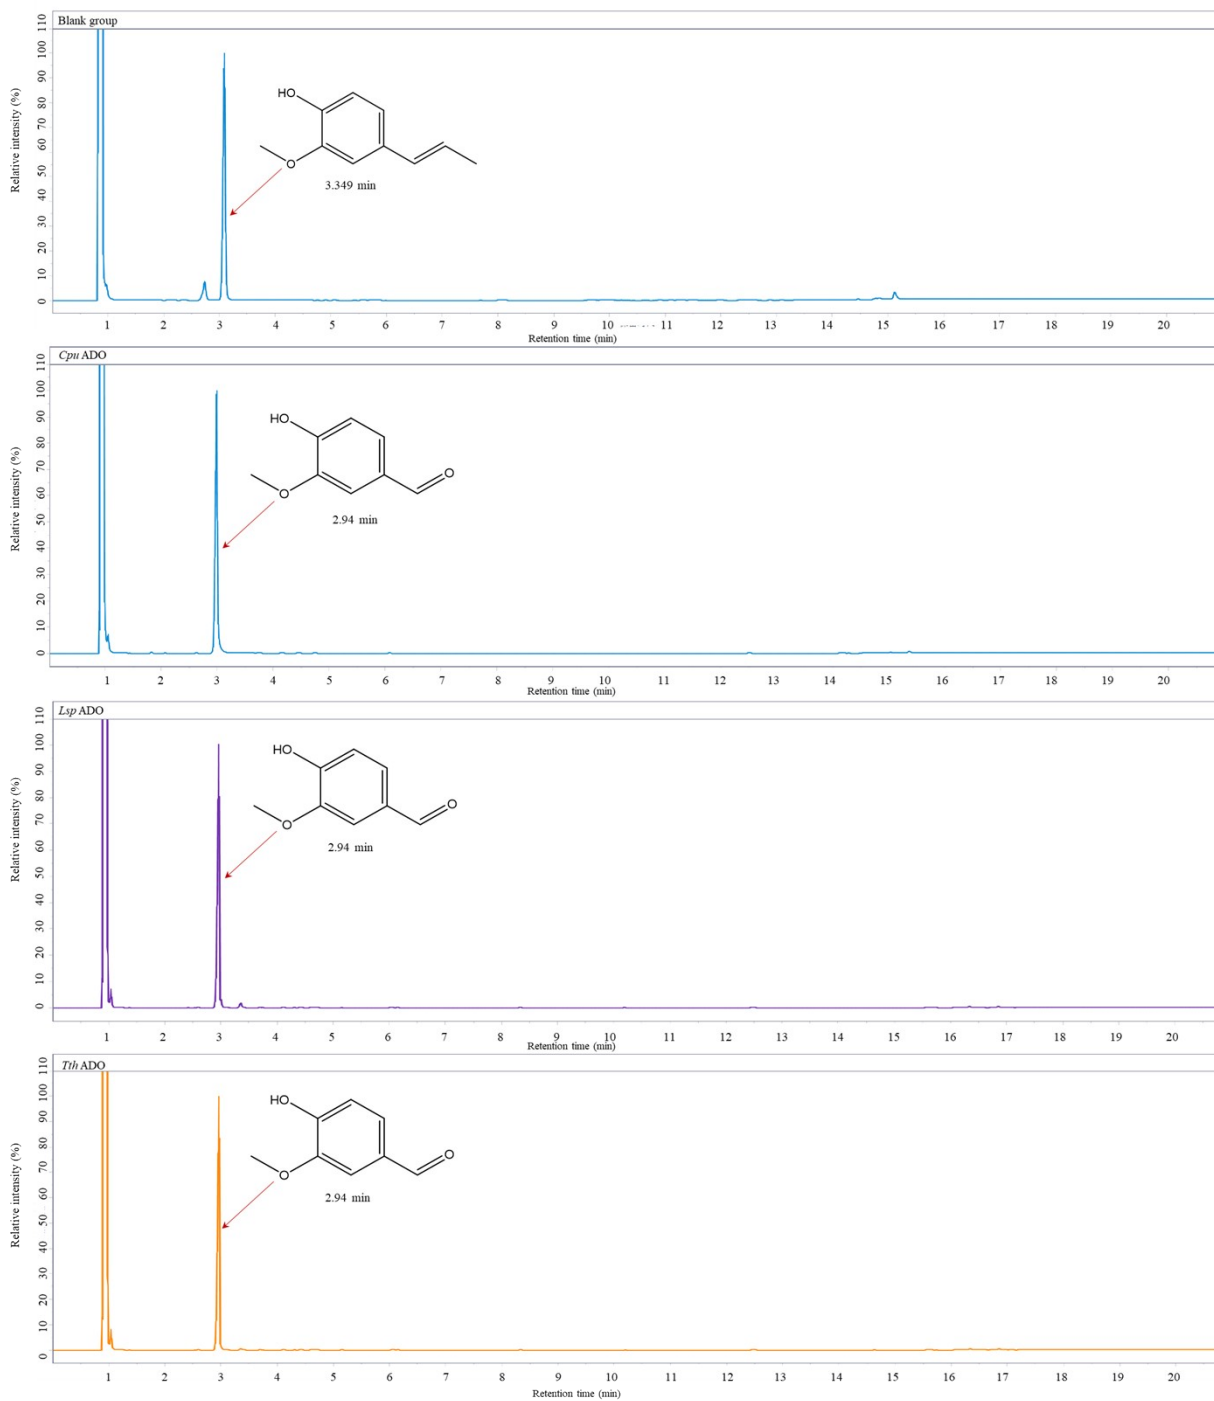 Blank group
110
100
90
80
70
60
50
40
30
20
10
0
Relative intensity (%)
HO
O
3.349 min
1 2 3 4 5 6 7 8 9 10 11 12 13 14 15 16 17 18 19 20
Retention time (min)
Cpu ADO
110
100
90
80
70
60
50
40
30
20
10
0
Relative intensity (%)
HO
O
O
2.94 min
1 2 3 4 5 6 7 8 9 10 11 12 13 14 15 16 17 18 19 20
Retention time (min)
Lsp ADO
110
100
90
80
70
60
50
40
30
20
10
0
Relative intensity (%)
HO
O
O
2.94 min
1 2 3 4 5 6 7 8 9 10 11 12 13 14 15 16 17 18 19 20
Retention time (min)
Tth ADO
110
100
90
80
70
60
50
40
30
20
10
0
Relative intensity (%)
HO
O
O
2.94 min
1 2 3 4 5 6 7 8 9 10 11 12 13 14 15 16 17 18 19 20
Retention time (min)